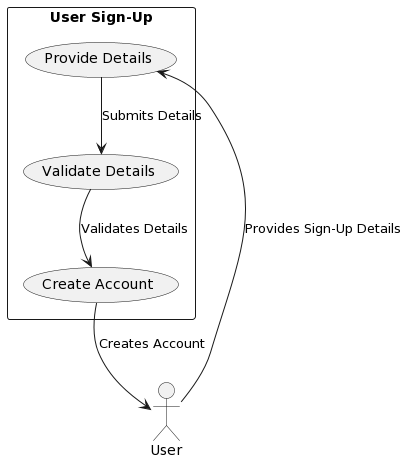 User Sign-Up
Provide Details
Submits Details
Validate Details
Validates Details
Provides Sign-Up Details
Create Account
Creates Account
User